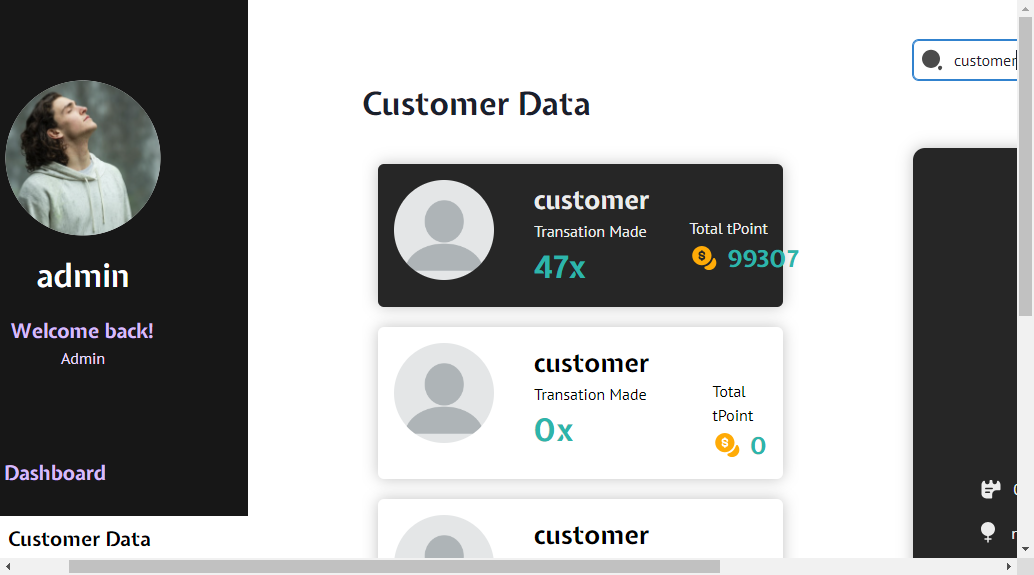 admin
Welcome back!
Admin
Dashboard
Customer Data
Customer Data
customer
customer
Transation Made
47x
Total tPoint
99307
customer
Transation Made
0x
Total
tPoint
0
customer